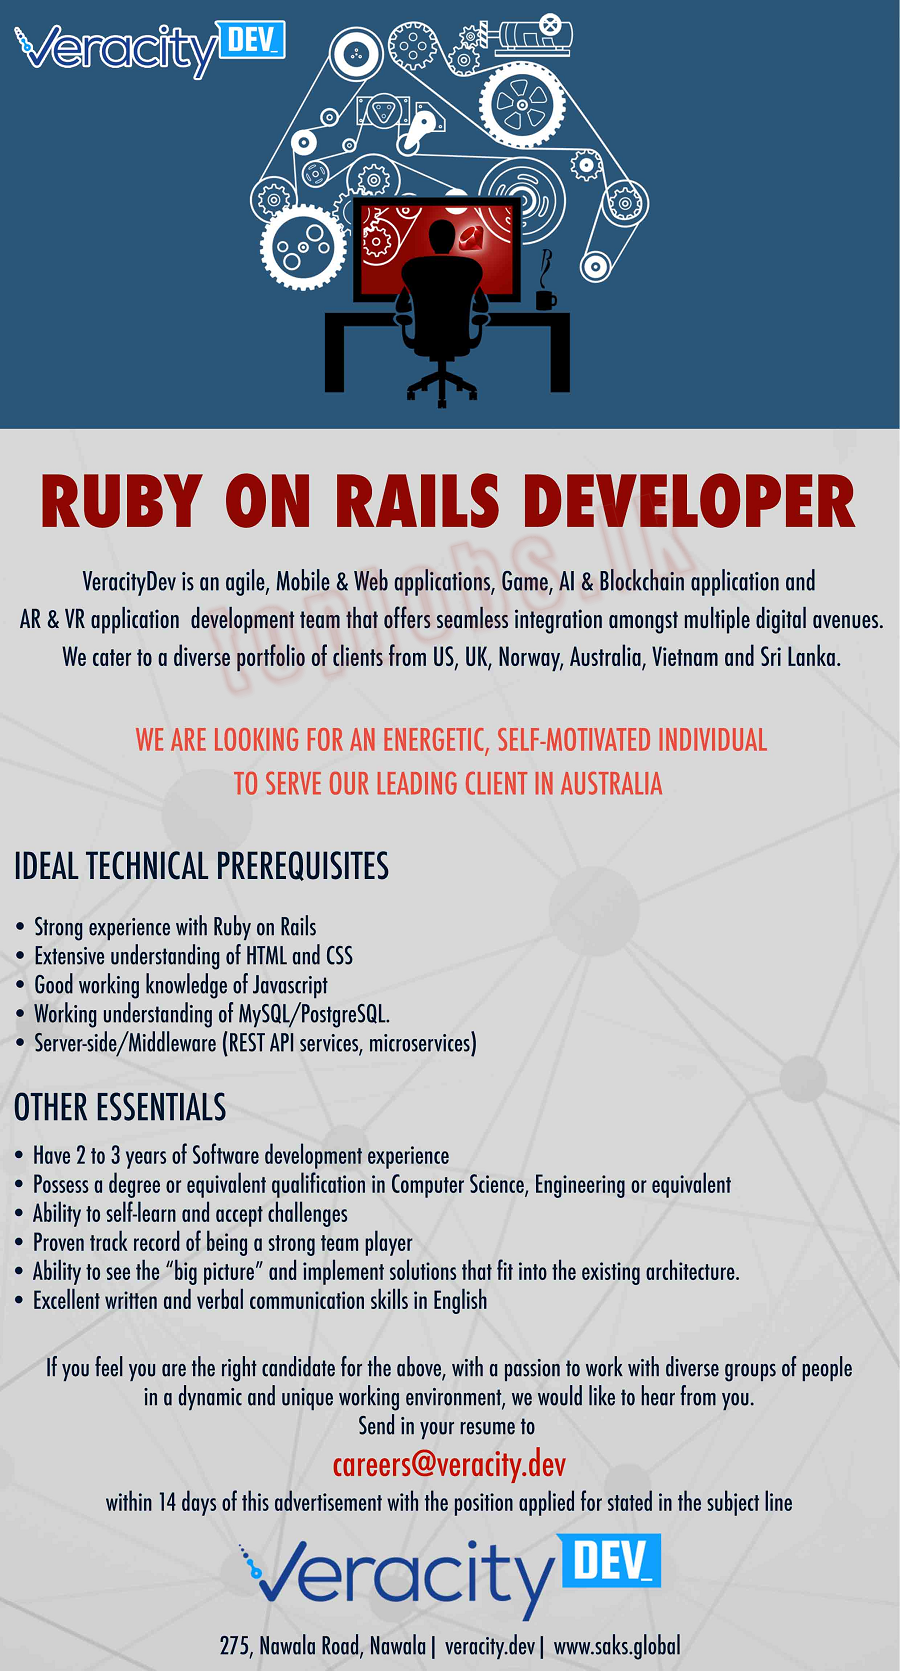 Veracity DEV_
RUBY ON RAILS DEVELOPER
topjobs.lk
VeracityDev is an agile, Mobile & Web applications, Game, AI & Blockchain application and
AR & VR application development team that offers seamless integration amongst multiple digital avenues.
We cater to a diverse portfolio of clients from US, UK, Norway, Australia, Vietnam and Sri Lanka.
WE ARE LOOKING FOR AN ENERGETIC, SELF-MOTIVATED INDIVIDUAL
TO SERVE OUR LEADING CLIENT IN AUSTRALIA
IDEAL TECHNICAL PREREQUISITES
• Strong experience with Ruby on Rails
• Extensive understanding of HTML and CSS
• Good working knowledge of Javascript
• Working understanding of MySQL/PostgreSQL.
• Server-side/Middleware (REST API services, microservices)
OTHER ESSENTIALS
• Have 2 to 3 years of Software development experience
• Possess a degree or equivalent qualification in Computer Science, Engineering or equivalent
• Ability to self-learn and accept challenges
• Proven track record of being a strong team player
• Ability to see the “big picture” and implement solutions that fit into the existing architecture.
• Excellent written and verbal communication skills in English
If you feel you are the right candidate for the above, with a passion to work with diverse groups of people
in a dynamic and unique working environment, we would like to hear from you.
Send in your resume to
careers@veracity.dev
within 14 days of this advertisement with the position applied for stated in the subject line
Veracity DEV_
275, Nawala Road, Nawala | veracity.dev | www.saks.global